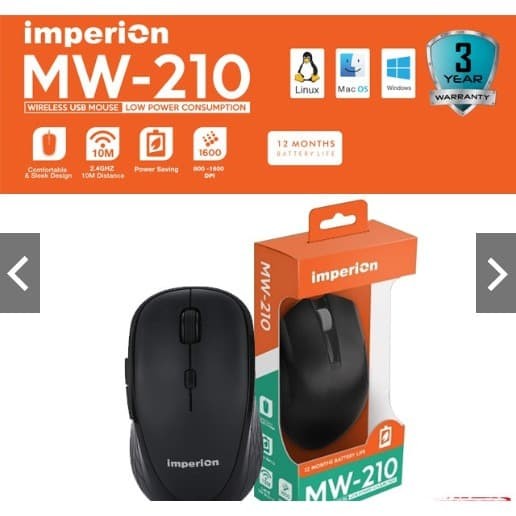 imperion
MW-210
WIRELESS USB MOUSE | LOW POWER CONSUMPTION
Comfortable
& Sleek Design
10M
2.4GHZ
10M Distance
Power Saving
1600
800 -1600
DPI
12 MONTHS
BATTERY LIFE
Linux
Mac OS
Windows
3
YEAR
WARRANTY
imperion
MW-210
imperion
12 MONTHS BATTERY LIFE
MW-210